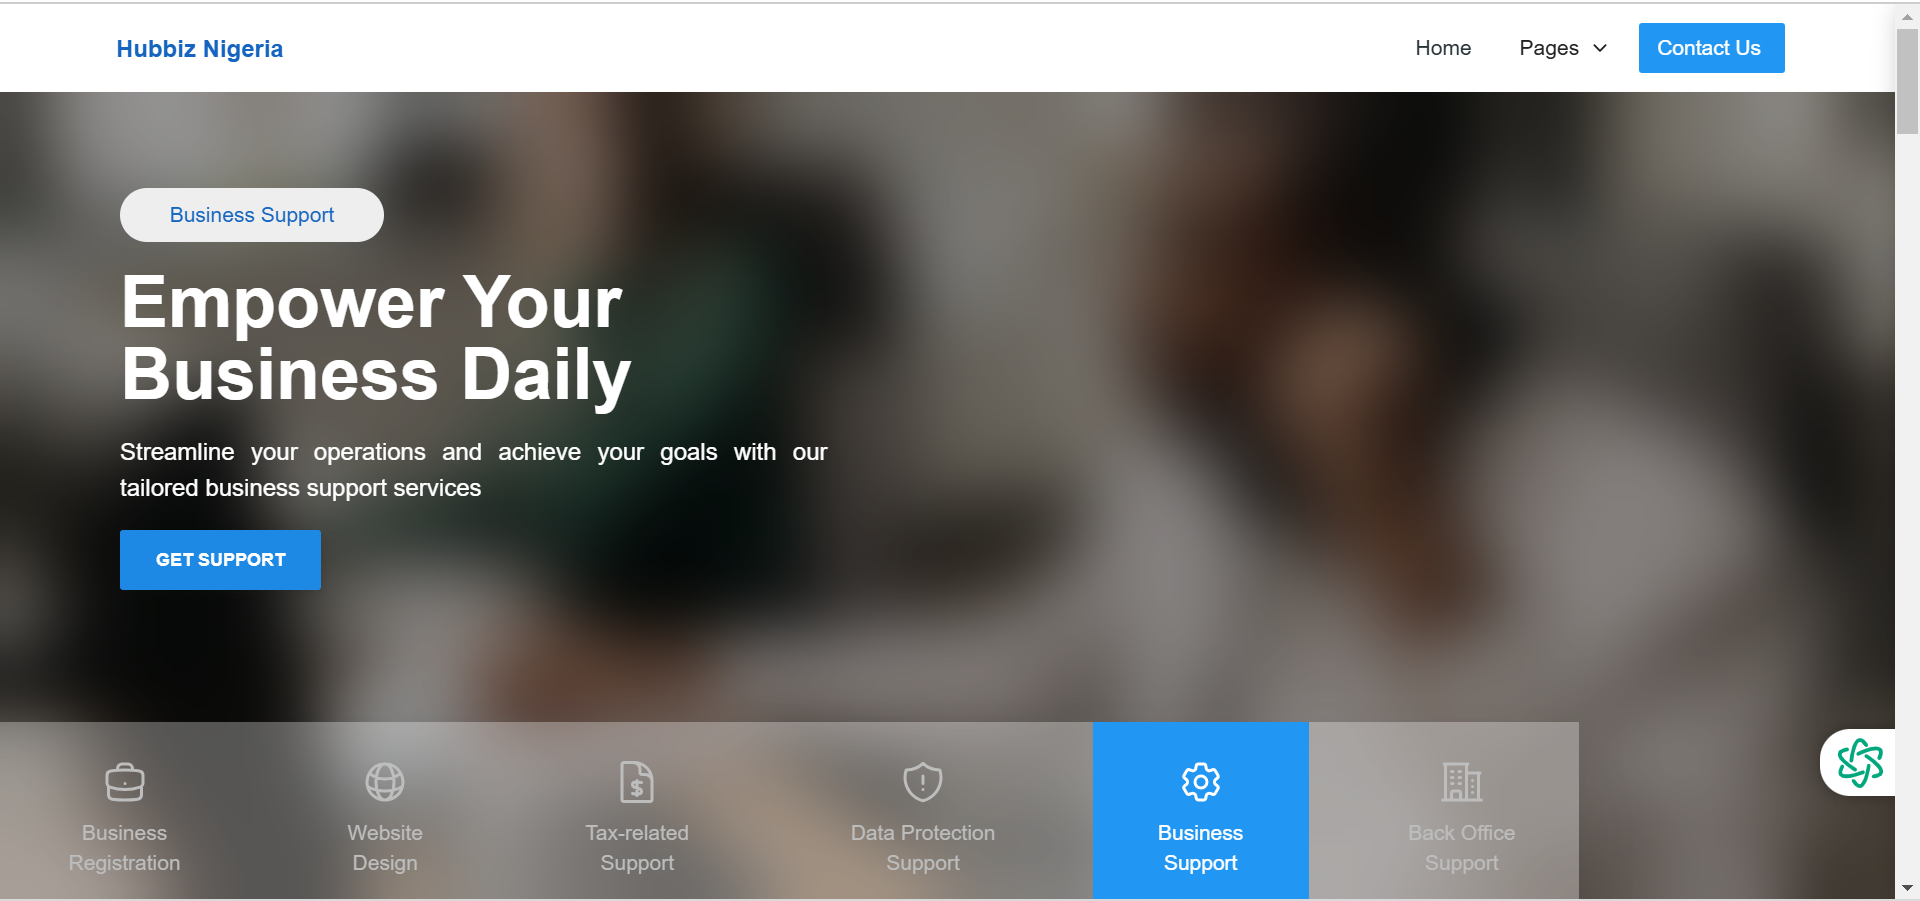 Hubbiz Nigeria
Home
Pages
Contact Us
Business Support
Empower Your
Business Daily
Streamline your operations and achieve your goals with our
tailored business support services
GET SUPPORT
Business
Registration
Website
Design
Tax-related
Support
Data Protection
Support
Business
Support
Back Office
Support